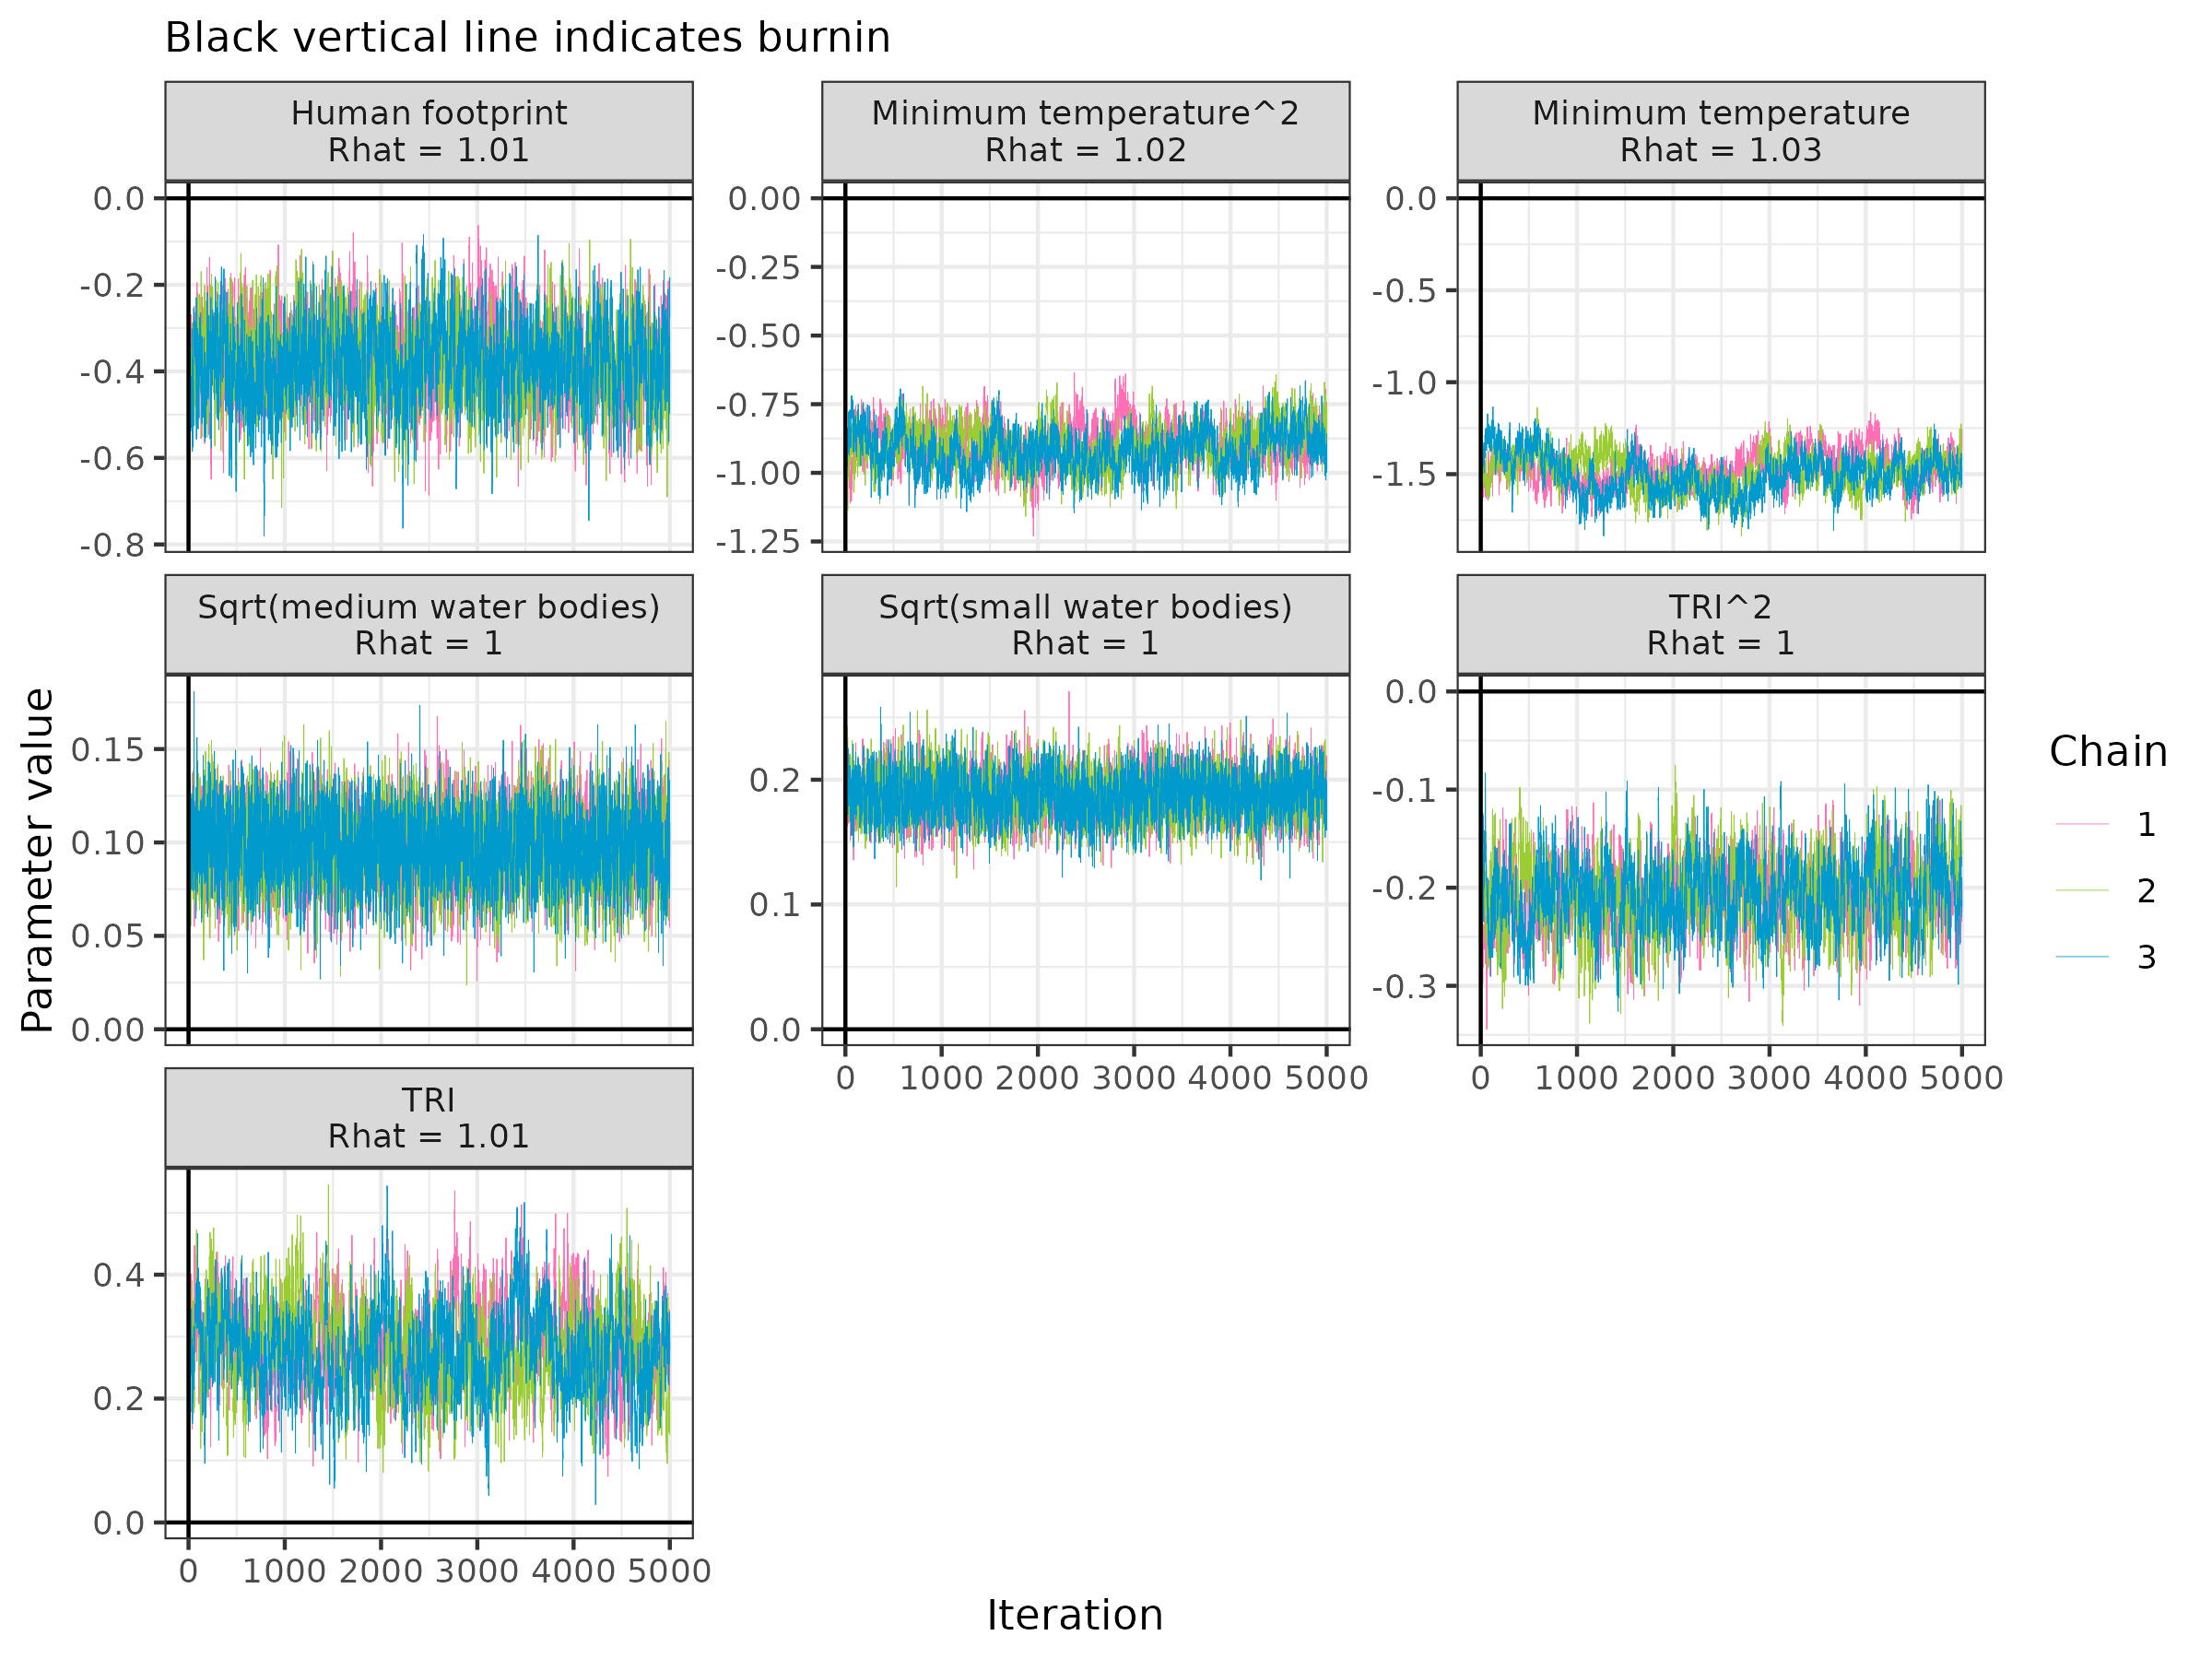 Black vertical line indicates burnin
Human footprint
Rhat = 1.01
Minimum temperature^2
Rhat = 1.02
Minimum temperature
Rhat = 1.03
0.0
-0.2
-0.4
-0.6
-0.8
0.00
-0.25
-0.50
-0.75
-1.00
-1.25
0.0
-0.5
-1.0
-1.5
Sqrt(medium water bodies)
Rhat = 1
Sqrt(small water bodies)
Rhat = 1
TRI^2
Rhat = 1
Parameter value
0.15
0.10
0.05
0.00
0.2
0.1
0.0
0 1000 2000 3000 4000 5000
0.0
-0.1
-0.2
-0.3
0 1000 2000 3000 4000 5000
Chain
1
2
3
TRI
Rhat = 1.01
0.4
0.2
0.0
0 1000 2000 3000 4000 5000
Iteration